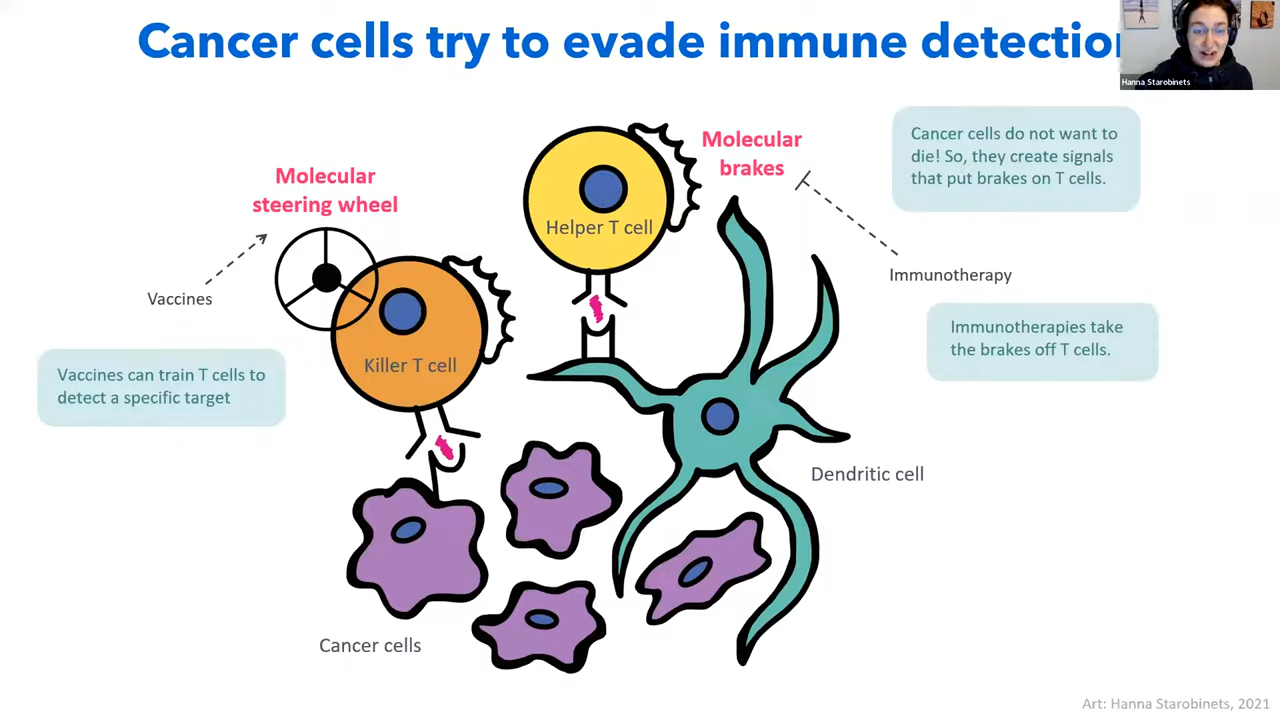 Cancer cells try to evade immune detection
Hanna Starobinets
Molecular
brakes
Cancer cells do not want to
die! So, they create signals
that put brakes on T cells.
Molecular
steering wheel
Helper T cell
Immunotherapy
Vaccines
Immunotherapies take
the brakes off T cells.
Killer T cell
Vaccines can train T cells to
detect a specific target
Dendritic cell
Cancer cells
Art: Hanna Starobinets, 2021